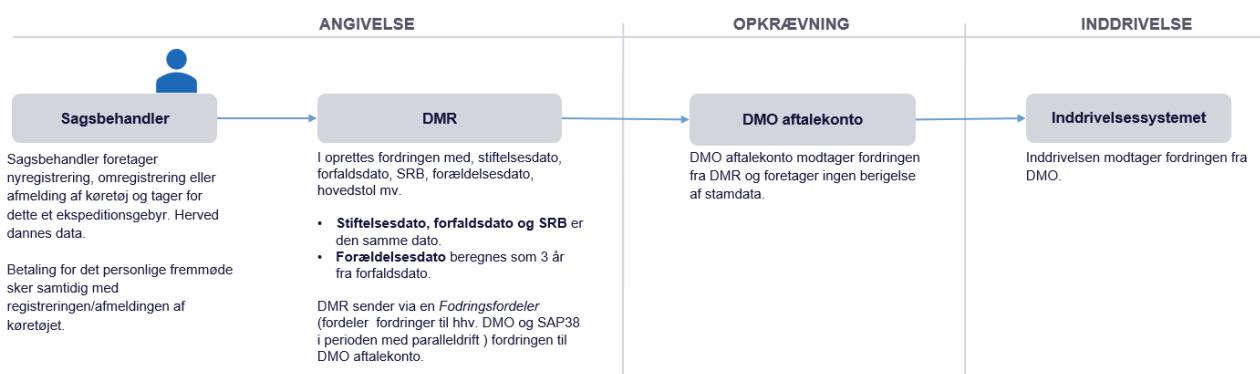 ANGIVELSE
OPKRÆVNING
INDDRIVELSE
Sagsbehandler
DMR
DMO aftalekonto
Inddrivelsessystemet
Sagsbehandler foretager
nyregistrering, omregistrering eller
afmelding af køretøj og tager for
dette et ekspeditionsgebyr. Herved
dannes data.
Betaling for det personlige fremmøde
sker samtidig med
registreringen/afmeldingen af
køretøjet.
I oprettes fordringen med, stiftelsesdato,
forfaldsdato, SRB, forældelsesdato,
hovedstol mv.
• Stiftelsesdato, forfaldsdato og SRB er
den samme dato.
• Forældelsesdato beregnes som 3 år
fra forfaldsdato.
DMR sender via en Fodringsfordeler
(fordeler fordringer til hhv. DMO og SAP38
i perioden med paralleldrift ) fordringen til
DMO aftalekonto.
DMO aftalekonto modtager fordringen
fra DMR og foretager ingen berigelse
af stamdata.
Inddrivelsen modtager fordringen fra
DMO.